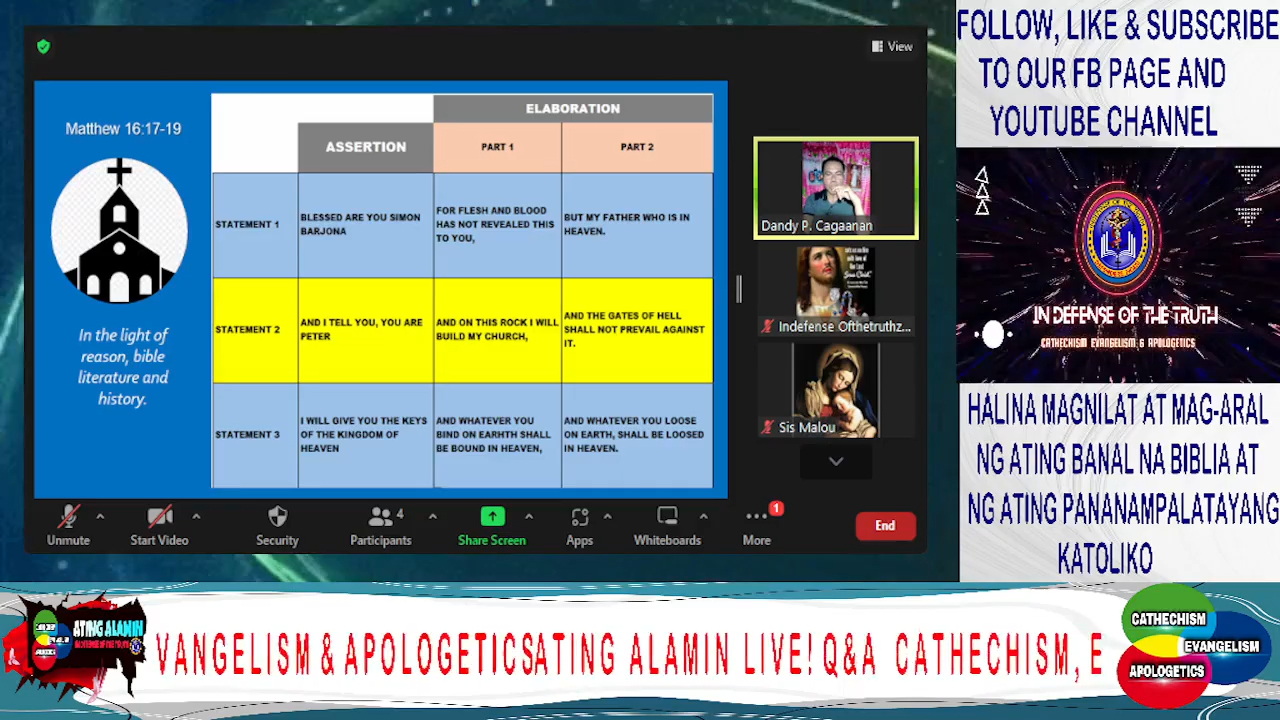 View
Matthew 16:17-19
In the light of
reason, bible
literature and
history.
ELABORATION
ASSERTION
PART 1
PART 2
STATEMENT 1
BLESSED ARE YOU SIMON
BARJONA
FOR FLESH AND BLOOD
HAS NOT REVEALED THIS
TO YOU,
BUT MY FATHER WHO IS IN
HEAVEN.
STATEMENT 2
AND I TELL YOU, YOU ARE
PETER
AND ON THIS ROCK I WILL
BUILD MY CHURCH,
AND THE GATES OF HELL
SHALL NOT PREVAIL AGAINST
IT.
STATEMENT 3
I WILL GIVE YOU THE KEYS
OF THE KINGDOM OF
HEAVEN
AND WHATEVER YOU
BIND ON EARHTH SHALL
BE BOUND IN HEAVEN,
AND WHATEVER YOU LOOSE
ON EARTH, SHALL BE LOOSED
IN HEAVEN.
Dandy P. Cagaanan
Indefense Ofthetruthz...
Sis Malou
Unmute
Start Video
Security
4
Participants
Share Screen
Apps
Whiteboards
1
More
End
FOLLOW, LIKE & SUBSCRIBE
TO OUR FB PAGE AND
YOUTUBE CHANNEL
IN DEFENSE OF THE TRUTH
CATHECHISM EVANGELISM & APOLOGETICS
HALINA MAGNILAT AT MAG-ARAL
NG ATING BANAL NA BIBLIA AT
NG ATING PANANAMPALATAYANG
KATOLIKO
ATING ALAMIN
VANGELISM & APOLOGETICSATING ALAMIN LIVE! Q&A CATHECHISM, E
CATHECHISM
EVANGELISM
APOLOGETICS